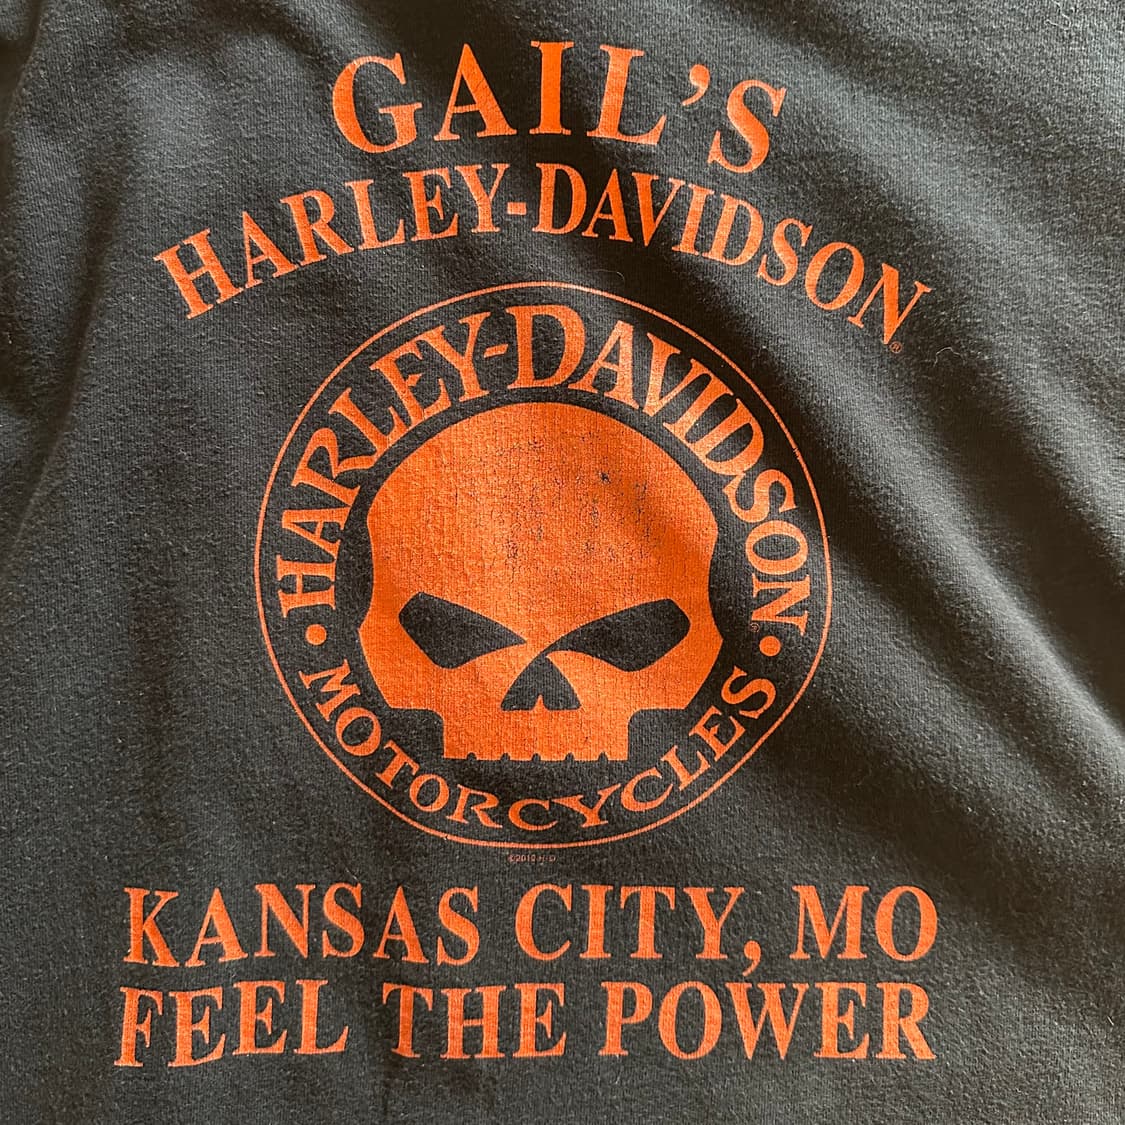 GAIL'S
HARLEY-DAVIDSON®
HARLEY-DAVIDSON
• MOTORCYCLES •
KANSAS CITY, MO
FEEL THE POWER